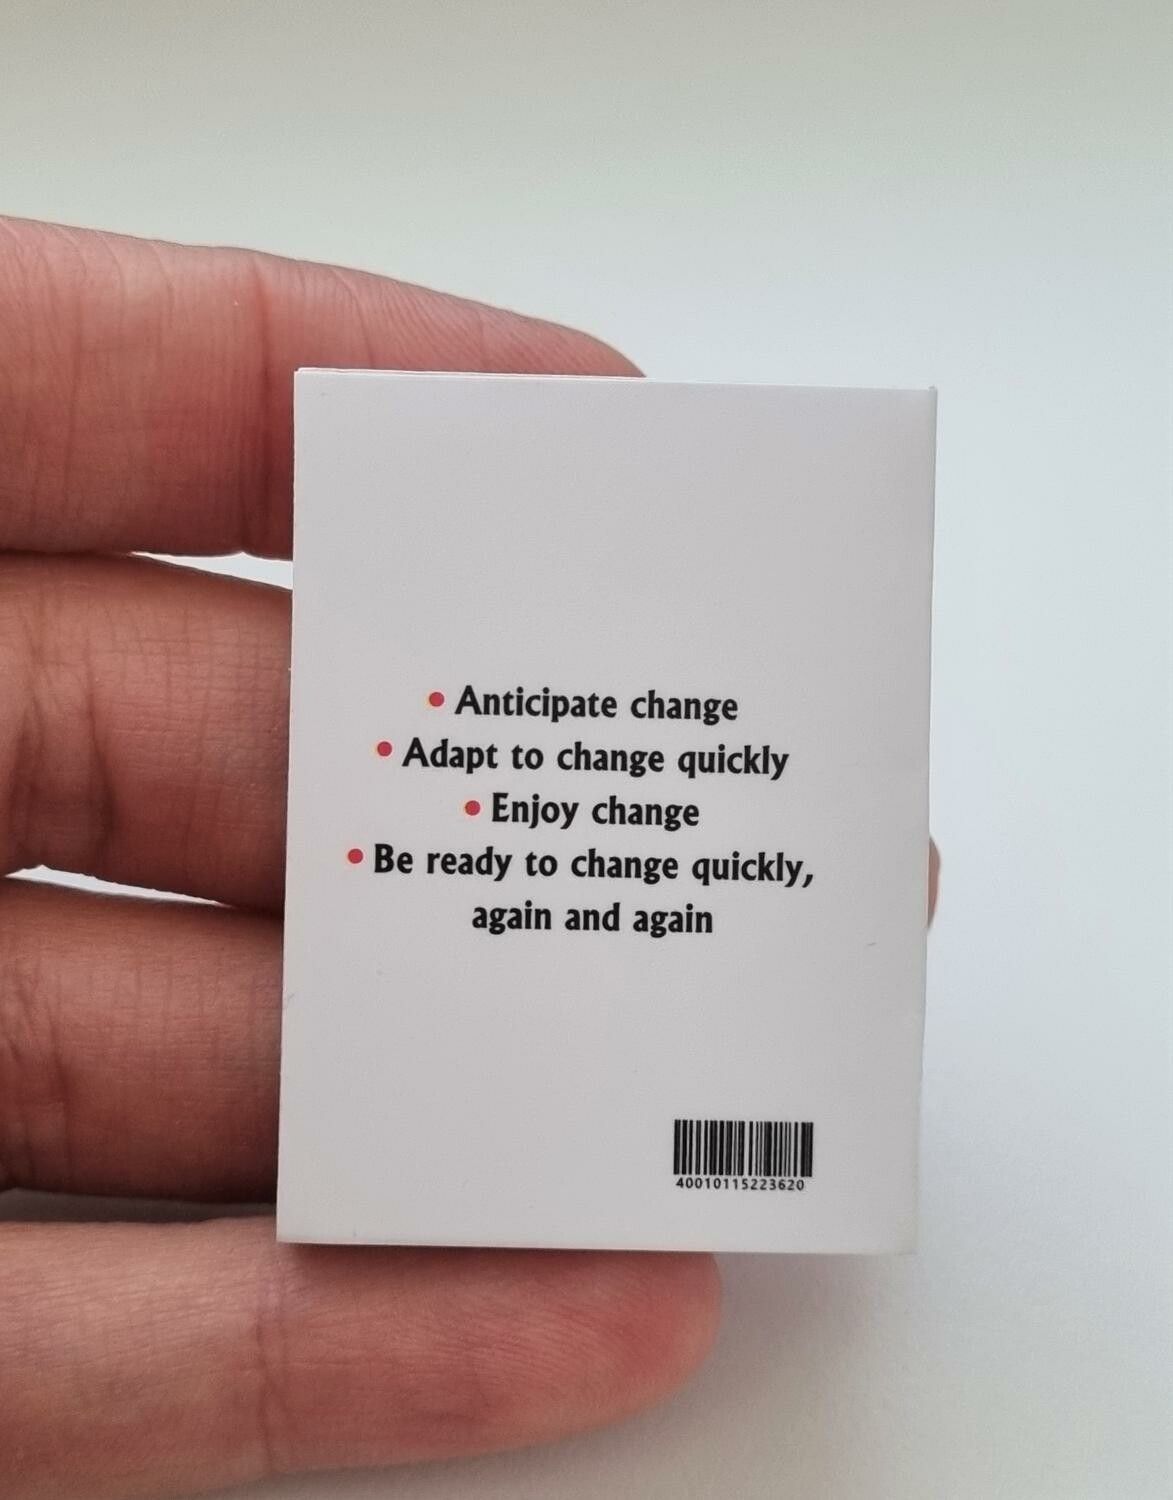 • Anticipate change
• Adapt to change quickly
• Enjoy change
• Be ready to change quickly,
again and again
40010115223620